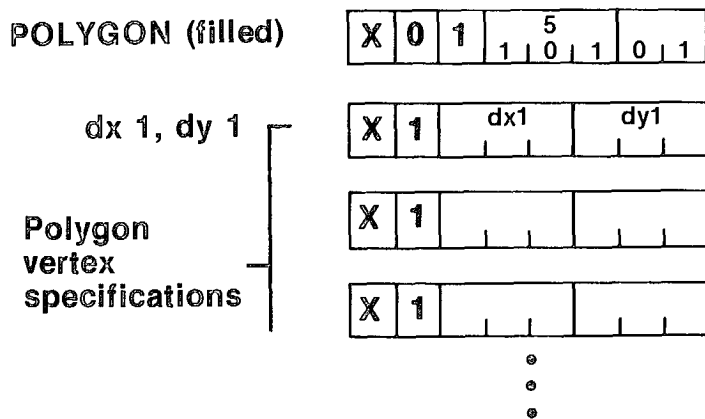 POLYGON (filled) X 0 1 5
1 0 1 0 1
dx 1, dy 1 X 1 dx1 dy1
X 1
Polygon
vertex
specifications
X 1